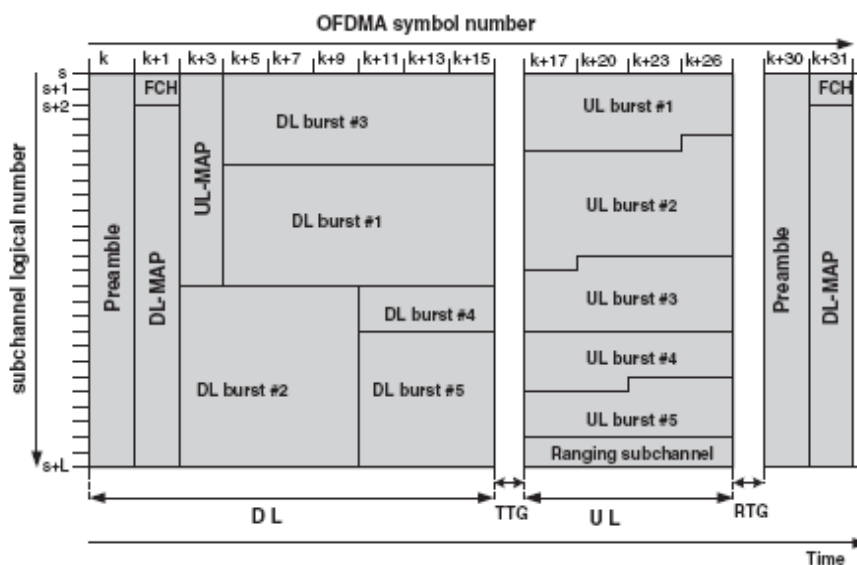 OFDMA symbol number
k k+1 k+3 k+5 k+7 k+9 k+11 k+13 k+15 k+17 k+20 k+23 k+26 k+30 k+31
s
s+1
s+2
s+L
subchannel logical number
Preamble
FCH
DL-MAP
UL-MAP
DL burst #3
DL burst #1
DL burst #4
DL burst #2
DL burst #5
UL burst #1
UL burst #2
UL burst #3
UL burst #4
UL burst #5
Ranging subchannel
Preamble
FCH
DL-MAP
DL TTG UL RTG
Time